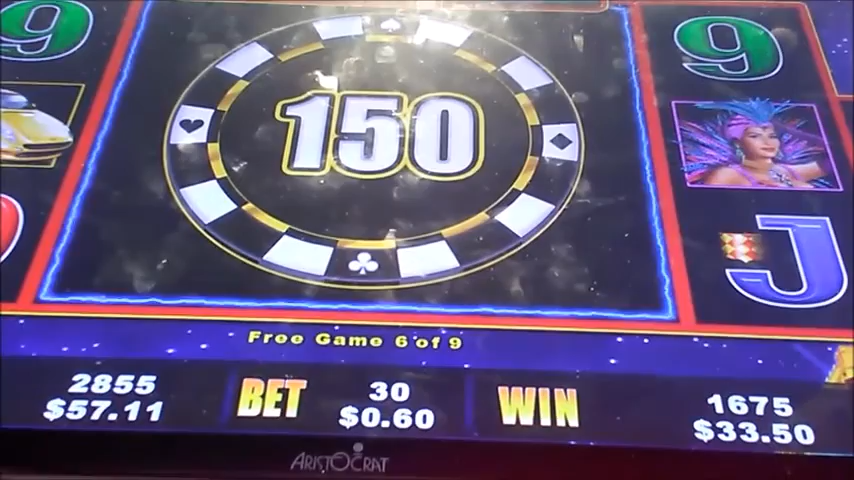 9
150
9
J
Free Game 6 of 9
2855
$57.11
BET
30
$0.60
WIN
1675
$33.50
ARISTOCRAT